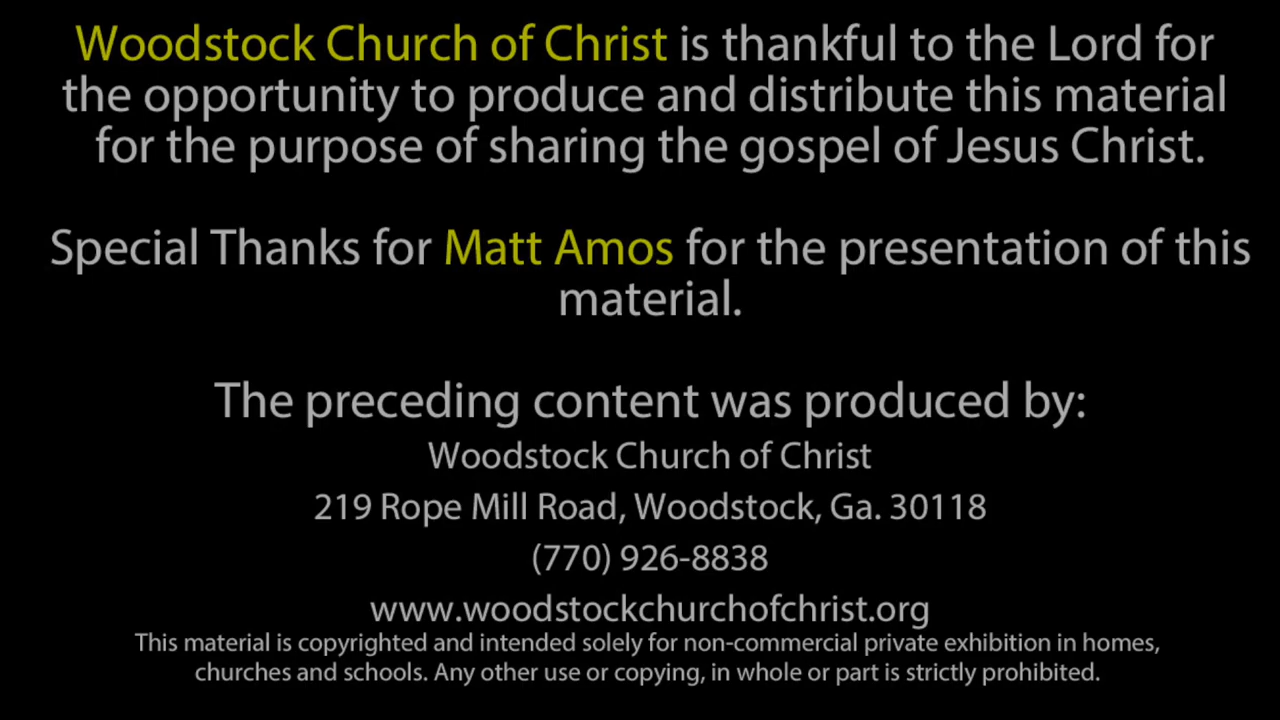 Woodstock Church of Christ is thankful to the Lord for
the opportunity to produce and distribute this material
for the purpose of sharing the gospel of Jesus Christ.
Special Thanks for Matt Amos for the presentation of this
material.
The preceding content was produced by:
Woodstock Church of Christ
219 Rope Mill Road, Woodstock, Ga. 30118
(770) 926-8838
www.woodstockchurchofchrist.org
This material is copyrighted and intended solely for non-commercial private exhibition in homes,
churches and schools. Any other use or copying, in whole or part is strictly prohibited.